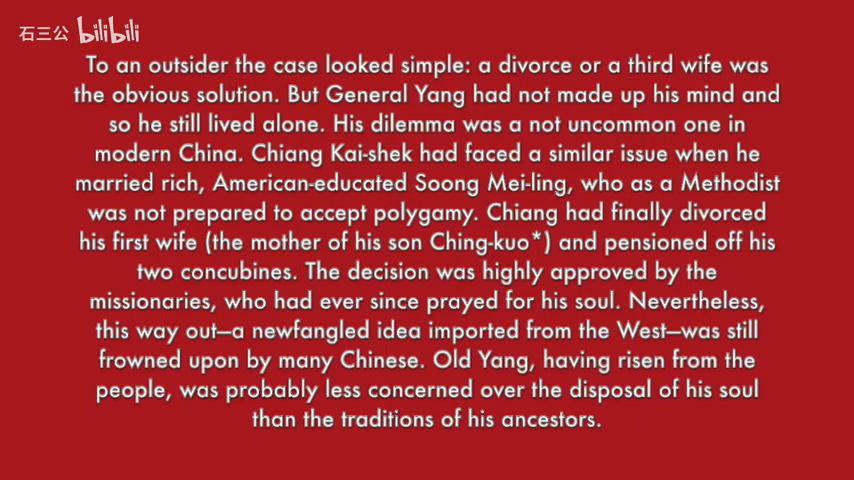 石三公 bilibili
To an outsider the case looked simple: a divorce or a third wife was
the obvious solution. But General Yang had not made up his mind and
so he still lived alone. His dilemma was a not uncommon one in
modern China. Chiang Kai-shek had faced a similar issue when he
married rich, American-educated Soong Mei-ling, who as a Methodist
was not prepared to accept polygamy. Chiang had finally divorced
his first wife (the mother of his son Ching-kuo*) and pensioned off his
two concubines. The decision was highly approved by the
missionaries, who had ever since prayed for his soul. Nevertheless,
this way out—a newfangled idea imported from the West—was still
frowned upon by many Chinese. Old Yang, having risen from the
people, was probably less concerned over the disposal of his soul
than the traditions of his ancestors.